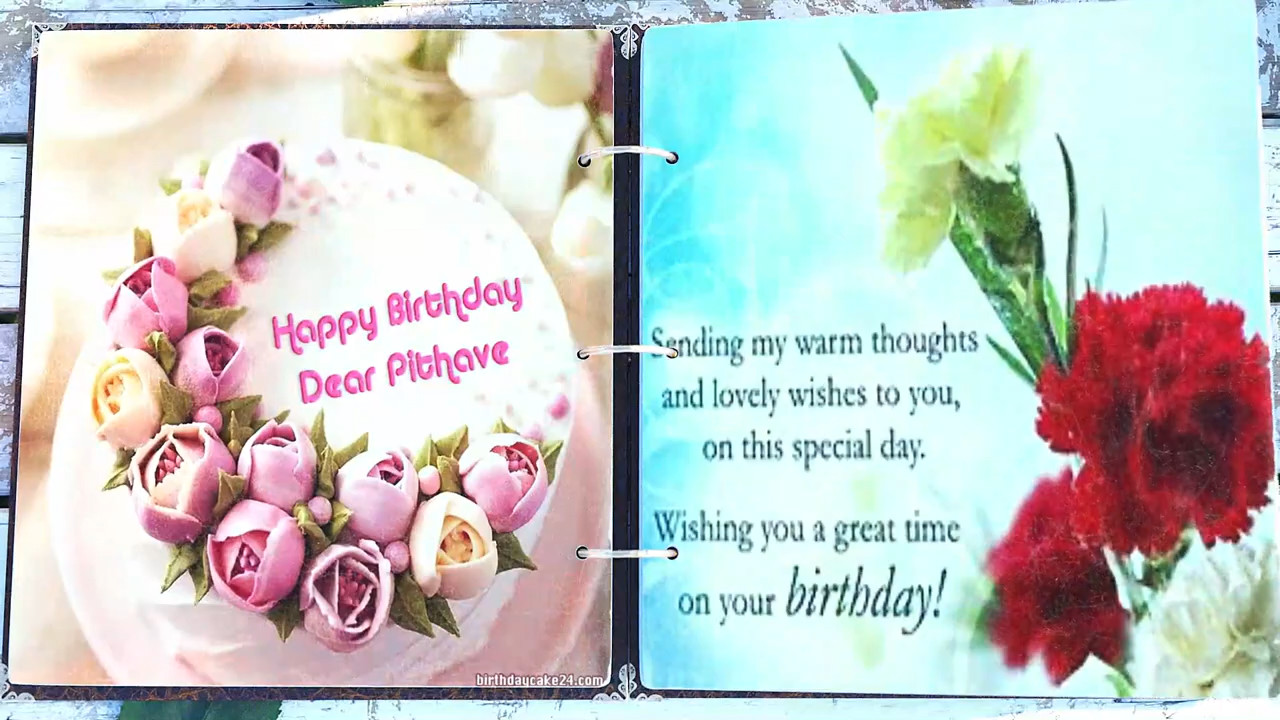 Happy Birthday
Dear Pithave
birthdaycake24.com
Sending my warm thoughts
and lovely wishes to you,
on this special day.
Wishing you a great time
on your birthday!